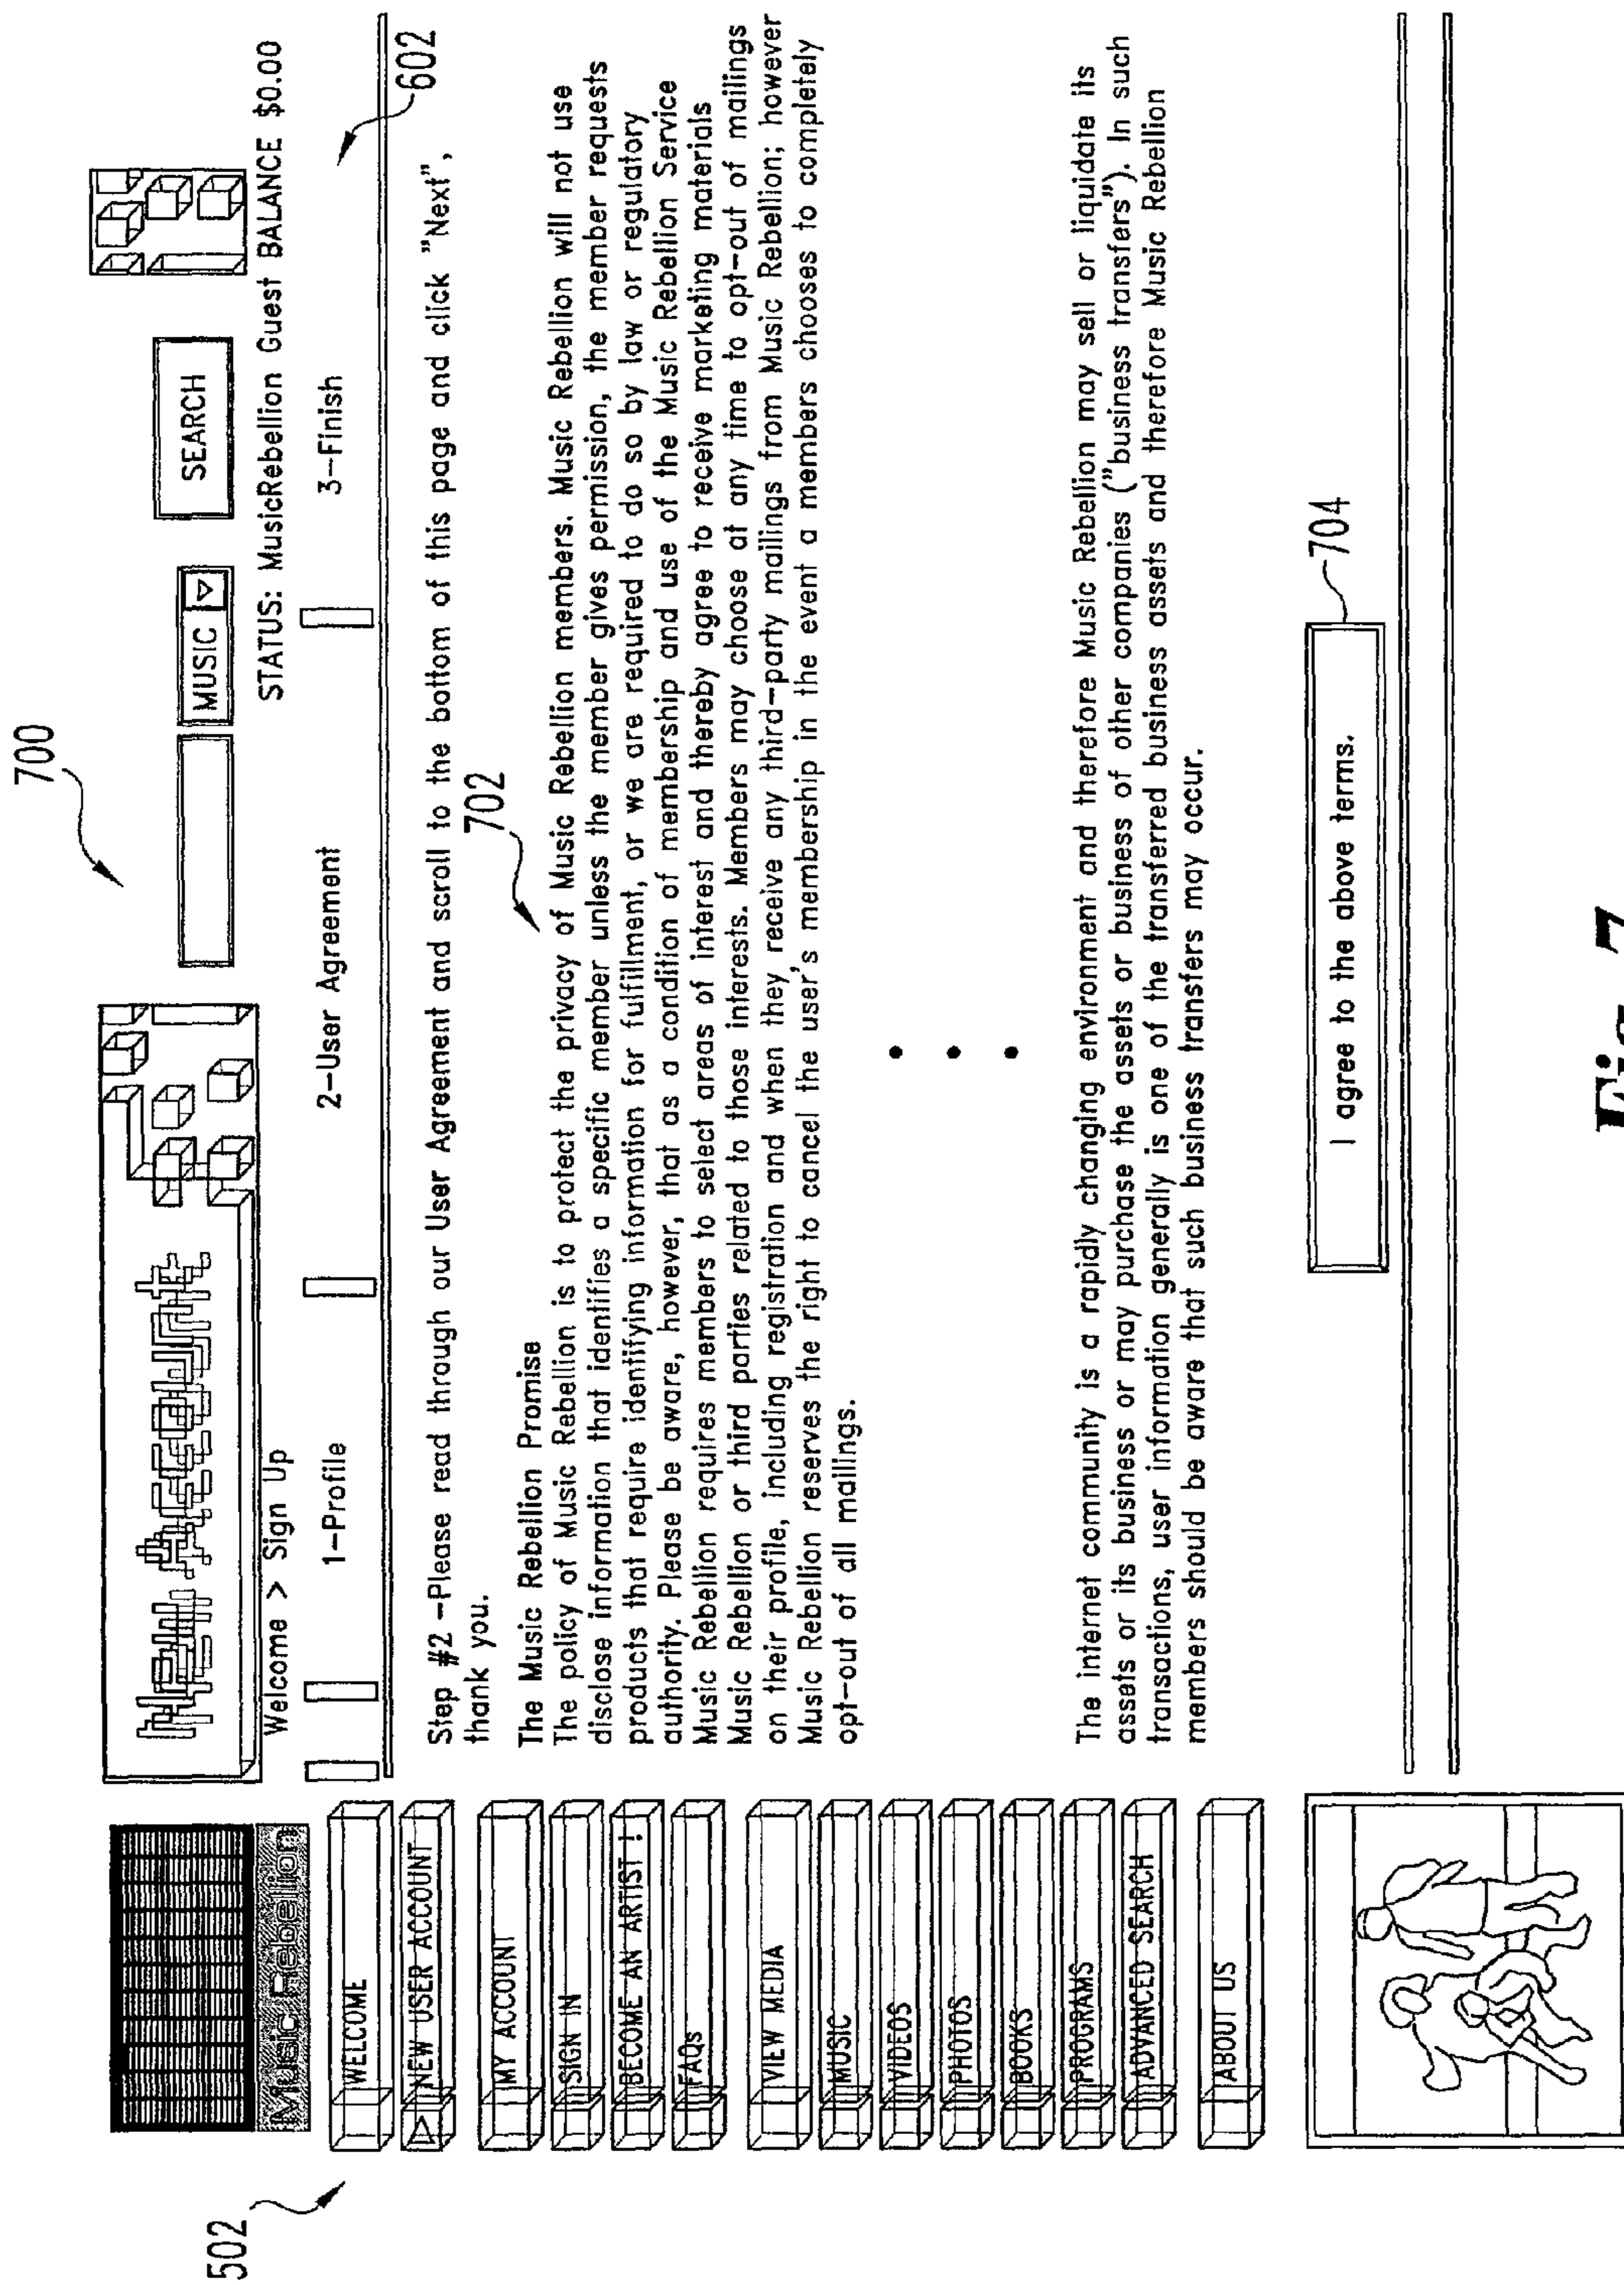 700
502
Music Rebellion
New Account
MUSIC
SEARCH
Welcome > Sign Up
STATUS: MusicRebellion Guest BALANCE $0.00
1-Profile
2-User Agreement
3-Finish
602
WELCOME
NEW USER ACCOUNT
MY ACCOUNT
SIGN IN
BECOME AN ARTIST !
FAQs
VIEW MEDIA
MUSIC
VIDEOS
PHOTOS
BOOKS
PROGRAMS
ADVANCED SEARCH
ABOUT US
Step #2 -Please read through our User Agreement and scroll to the bottom of this page and click "Next",
thank you.
702
The Music Rebellion Promise
The policy of Music Rebellion is to protect the privacy of Music Rebellion members. Music Rebellion will not use
disclose information that identifies a specific member unless the member gives permission, the member requests
products that require identifying information for fulfillment, or we are required to do so by law or regulatory
authority. Please be aware, however, that as a condition of membership and use of the Music Rebellion Service
Music Rebellion requires members to select areas of interest and thereby agree to receive marketing materials
Music Rebellion or third parties related to those interests. Members may choose at any time to opt-out of mailings
on their profile, including registration and when they receive any third-party mailings from Music Rebellion; however
Music Rebellion reserves the right to cancel the user's membership in the event a members chooses to completely
opt-out of all mailings.
The internet community is a rapidly changing environment and therefore Music Rebellion may sell or liquidate its
assets or its business or may purchase the assets or business of other companies ("business transfers"). In such
transactions, user information generally is one of the transferred business assets and therefore Music Rebellion
members should be aware that such business transfers may occur.
I agree to the above terms.
704
Fig. 7